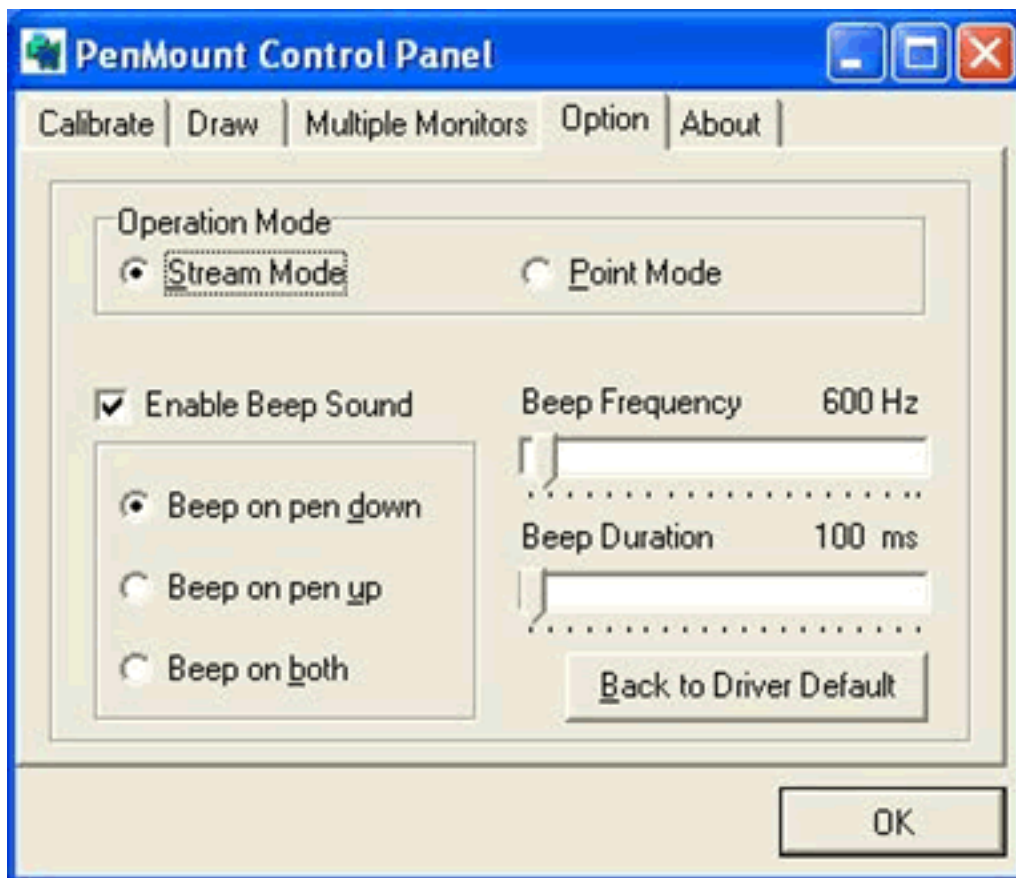 PenMount Control Panel
Calibrate Draw Multiple Monitors Option About
Operation Mode
Stream Mode Point Mode
Enable Beep Sound Beep Frequency 600 Hz
Beep on pen down
Beep Duration 100 ms
Beep on pen up
Beep on both
Back to Driver Default
OK